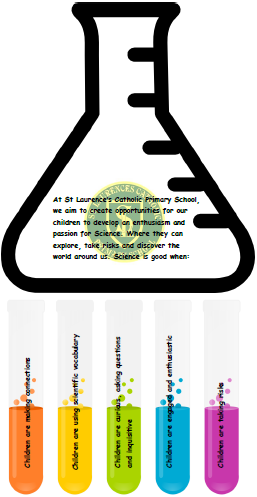 At St Laurence's Catholic Primary School,
we aim to create opportunities for our
children to develop an enthusiasm and
passion for Science. Where they can
explore, take risks and discover the
world around us. Science is good when:
Children are making connections
Children are using scientific vocabulary
Children are curious, asking questions
and inquisitive
Children are engaged and enthusiastic
Children are taking risks